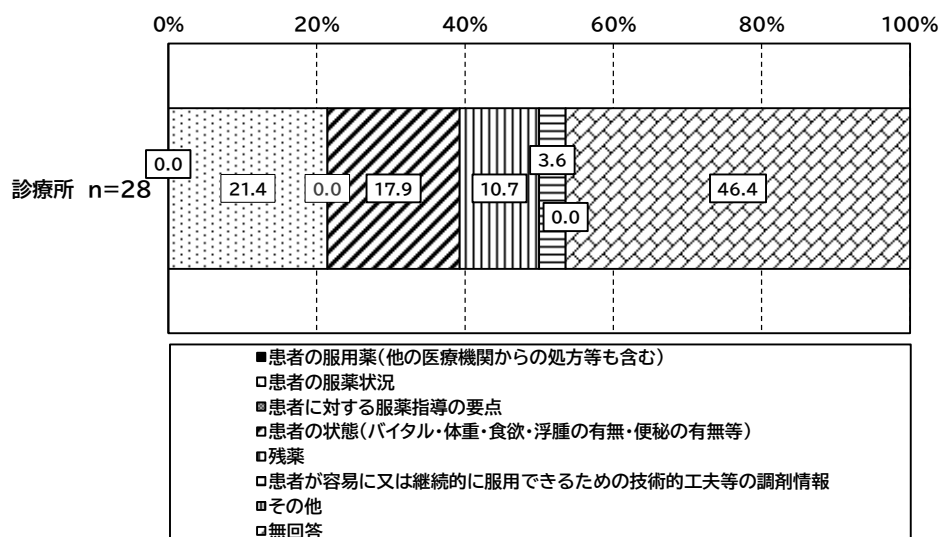 0% 20% 40% 60% 80% 100%
診療所 n=28
0.0
21.4
0.0
17.9
10.7
3.6
0.0
46.4
■患者の服用薬(他の医療機関からの処方等も含む)
□患者の服薬状況
患者に対する服薬指導の要点
患者の状態(バイタル・体重・食欲・浮腫の有無・便秘の有無等)
残薬
□患者が容易に又は継続的に服用できるための技術的工夫等の調剤情報
その他
無回答